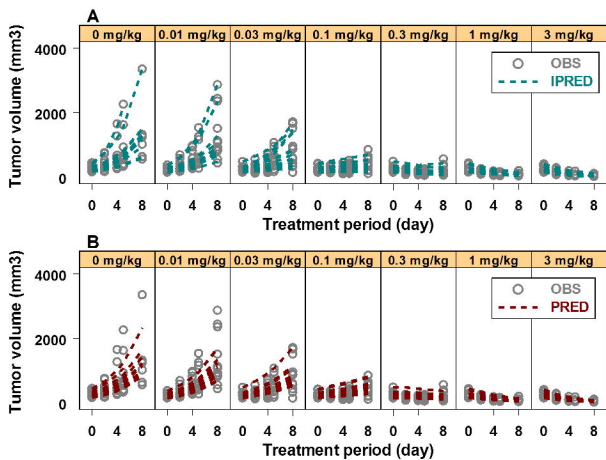 A
0 mg/kg 0.01 mg/kg 0.03 mg/kg 0.1 mg/kg 0.3 mg/kg 1 mg/kg 3 mg/kg
Tumor volume (mm3)
4000
2000
0
OBS
IPRED
0 4 8 0 4 8 0 4 8 0 4 8 0 4 8 0 4 8 0 4 8
Treatment period (day)
B
0 mg/kg 0.01 mg/kg 0.03 mg/kg 0.1 mg/kg 0.3 mg/kg 1 mg/kg 3 mg/kg
Tumor volume (mm3)
4000
2000
0
OBS
PRED
0 4 8 0 4 8 0 4 8 0 4 8 0 4 8 0 4 8 0 4 8
Treatment period (day)